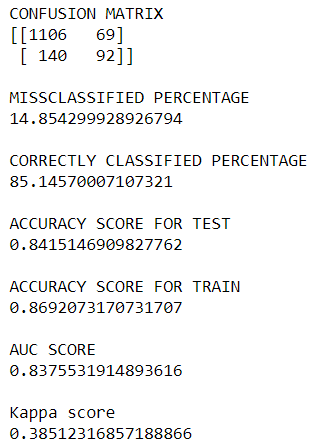 CONFUSION MATRIX
[[1106 69]
[ 140 92]]
MISSCLASSIFIED PERCENTAGE
14.854299928926794
CORRECTLY CLASSIFIED PERCENTAGE
85.14570007107321
ACCURACY SCORE FOR TEST
0.8415146909827762
ACCURACY SCORE FOR TRAIN
0.8692073170731707
AUC SCORE
0.8375531914893616
Kappa score
0.38512316857188866